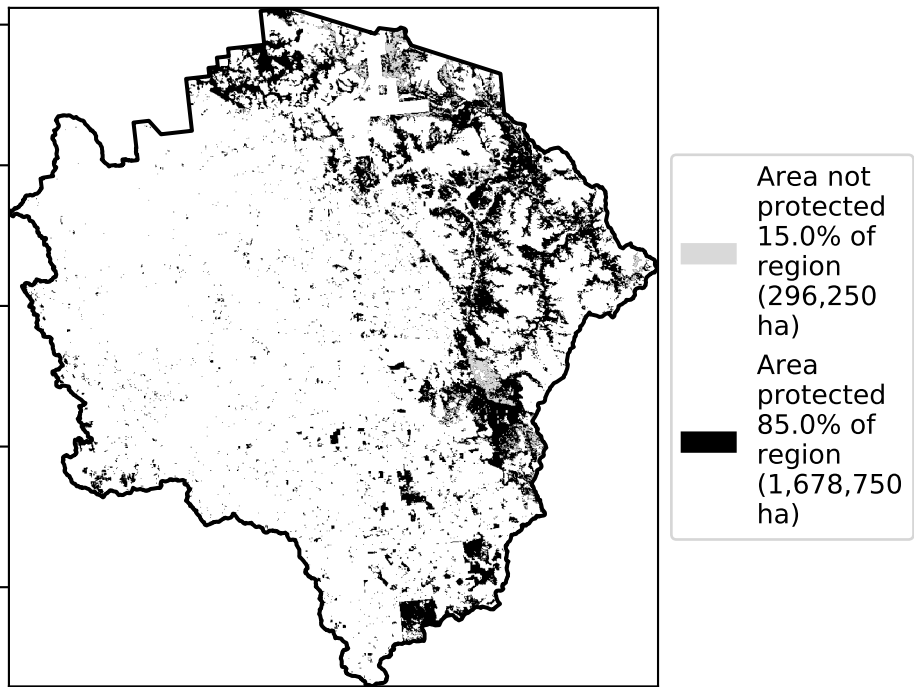 Area not
protected
15.0% of
region
(296,250
ha)
Area
protected
85.0% of
region
(1,678,750
ha)